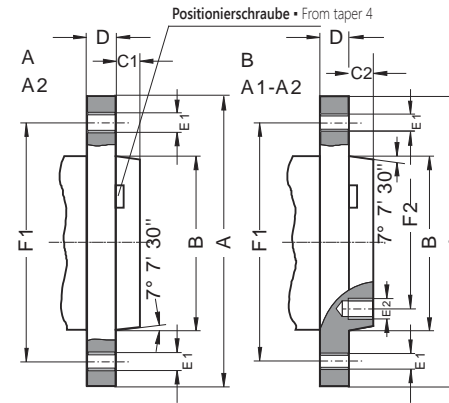 Positionierschraube • From taper 4
A
A2
D
C1
E1
F1
B
A
7° 7' 30"
E1
B
A1-A2
D
C2
E1
F1
7° 7' 30"
F2
B
E2
E1